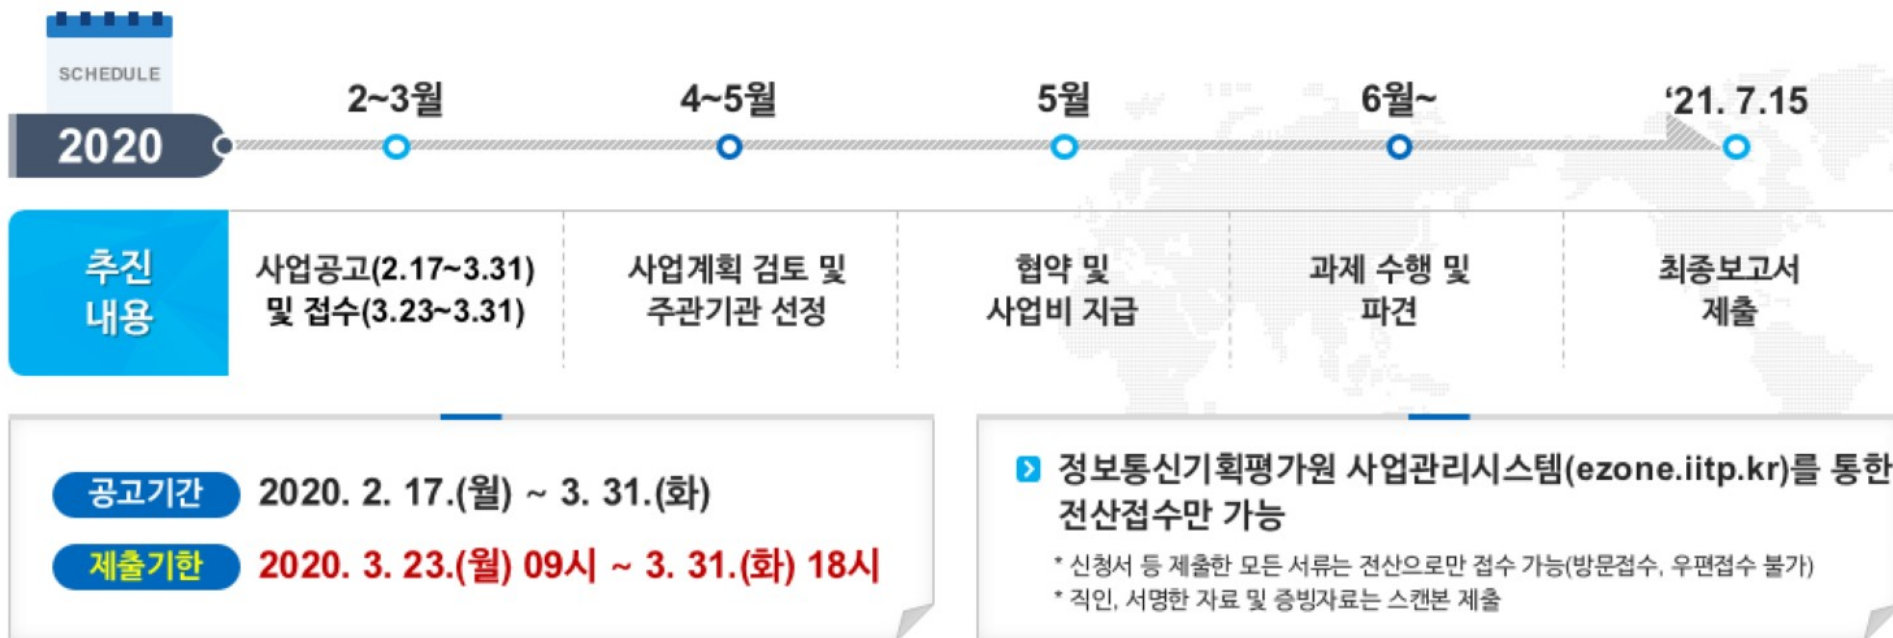 SCHEDULE
2020
2~3월
4~5월
5월
6월~
‘21. 7.15
추진
내용
사업공고(2.17~3.31)
및 접수(3.23~3.31)
사업계획 검토 및
주관기관 선정
협약 및
사업비 지급
과제 수행 및
파견
최종보고서
제출
공고기간 2020. 2. 17.(월) ~ 3. 31.(화)
제출기한 2020. 3. 23.(월) 09시 ~ 3. 31.(화) 18시
정보통신기획평가원 사업관리시스템(ezone.iitp.kr)를 통한
전산접수만 가능
* 신청서 등 제출한 모든 서류는 전산으로만 접수 가능(방문접수, 우편접수 불가)
* 직인, 서명한 자료 및 증빙자료는 스캔본 제출